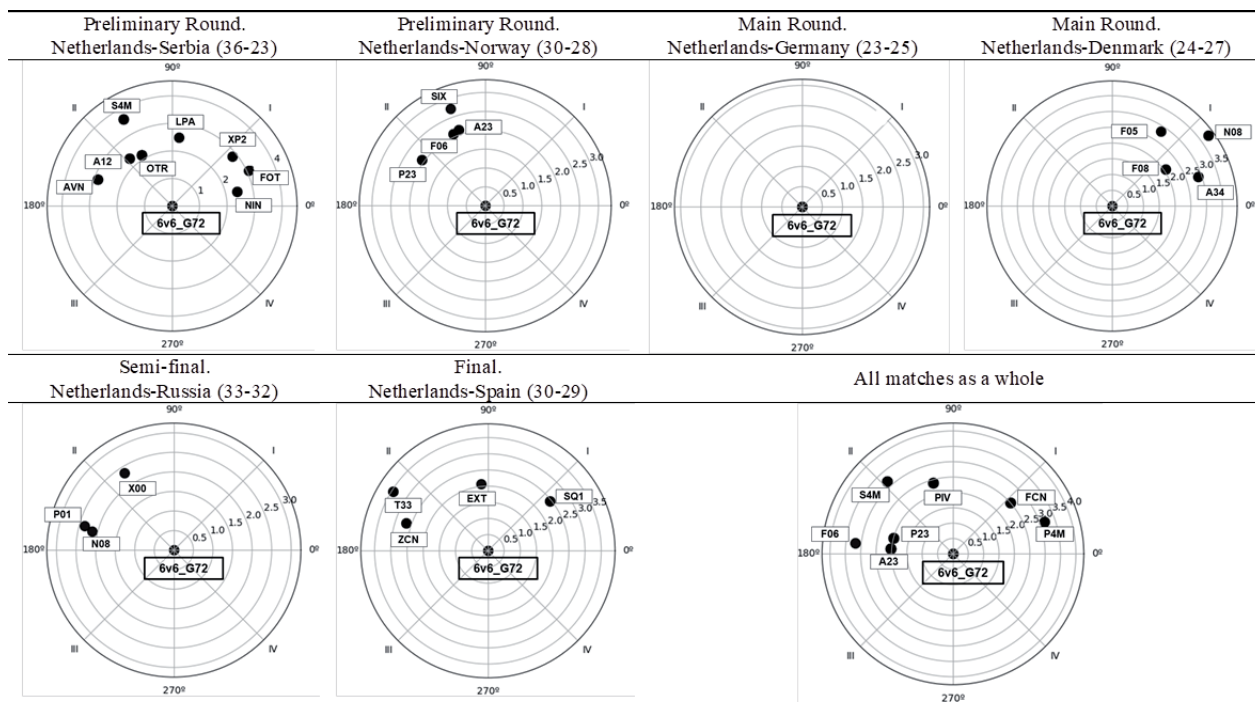 Preliminary Round.
Netherlands-Serbia (36-23)
Preliminary Round.
Netherlands-Norway (30-28)
Main Round.
Netherlands-Germany (23-25)
Main Round.
Netherlands-Denmark (24-27)
90º
II
I
S4M
LPA
XP2
A12
OTR
4
FOT
AVN
2
1
NIN
180º
0º
6v6_G72
III
IV
270º
90º
II
I
SIX
A23
F06
P23
3.0
2.5
2.0
1.5
1.0
0.5
180º
0º
6v6_G72
III
IV
270º
90º
II
I
3.0
2.5
2.0
1.5
1.0
0.5
180º
0º
6v6_G72
III
IV
270º
90º
II
I
F05
N08
F08
3.5
3.0
2.5
2.0
1.5
1.0
0.5
A34
180º
0º
6v6_G72
III
IV
270º
Semi-final.
Netherlands-Russia (33-32)
Final.
Netherlands-Spain (30-29)
All matches as a whole
90º
II
I
X00
P01
N08
3.0
2.5
2.0
1.5
1.0
0.5
180º
0º
6v6_G72
III
IV
270º
90º
II
I
T33
EXT
SQ1
ZCN
3.5
3.0
2.5
2.0
1.5
1.0
0.5
180º
0º
6v6_G72
III
IV
270º
90º
II
I
S4M
PIV
FCN
4.0
3.5
3.0
2.5
2.0
1.5
1.0
0.5
P4M
F06
P23
A23
180º
0º
6v6_G72
III
IV
270º